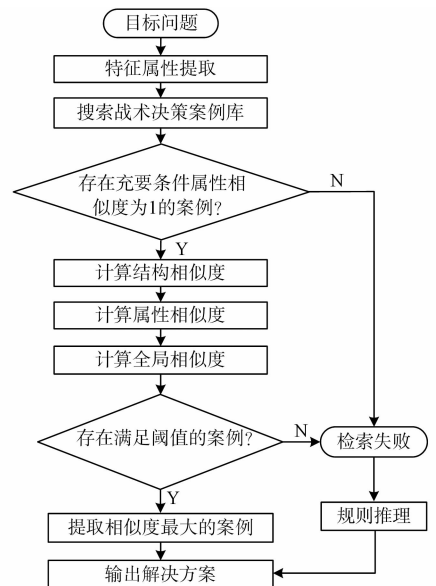 目标问题
特征属性提取
搜索战术决策案例库
存在充要条件属性相
似度为1的案例?
N
Y
计算结构相似度
计算属性相似度
计算全局相似度
存在满足阈值的案例?
N
检索失败
Y
提取相似度最大的案例
规则推理
输出解决方案